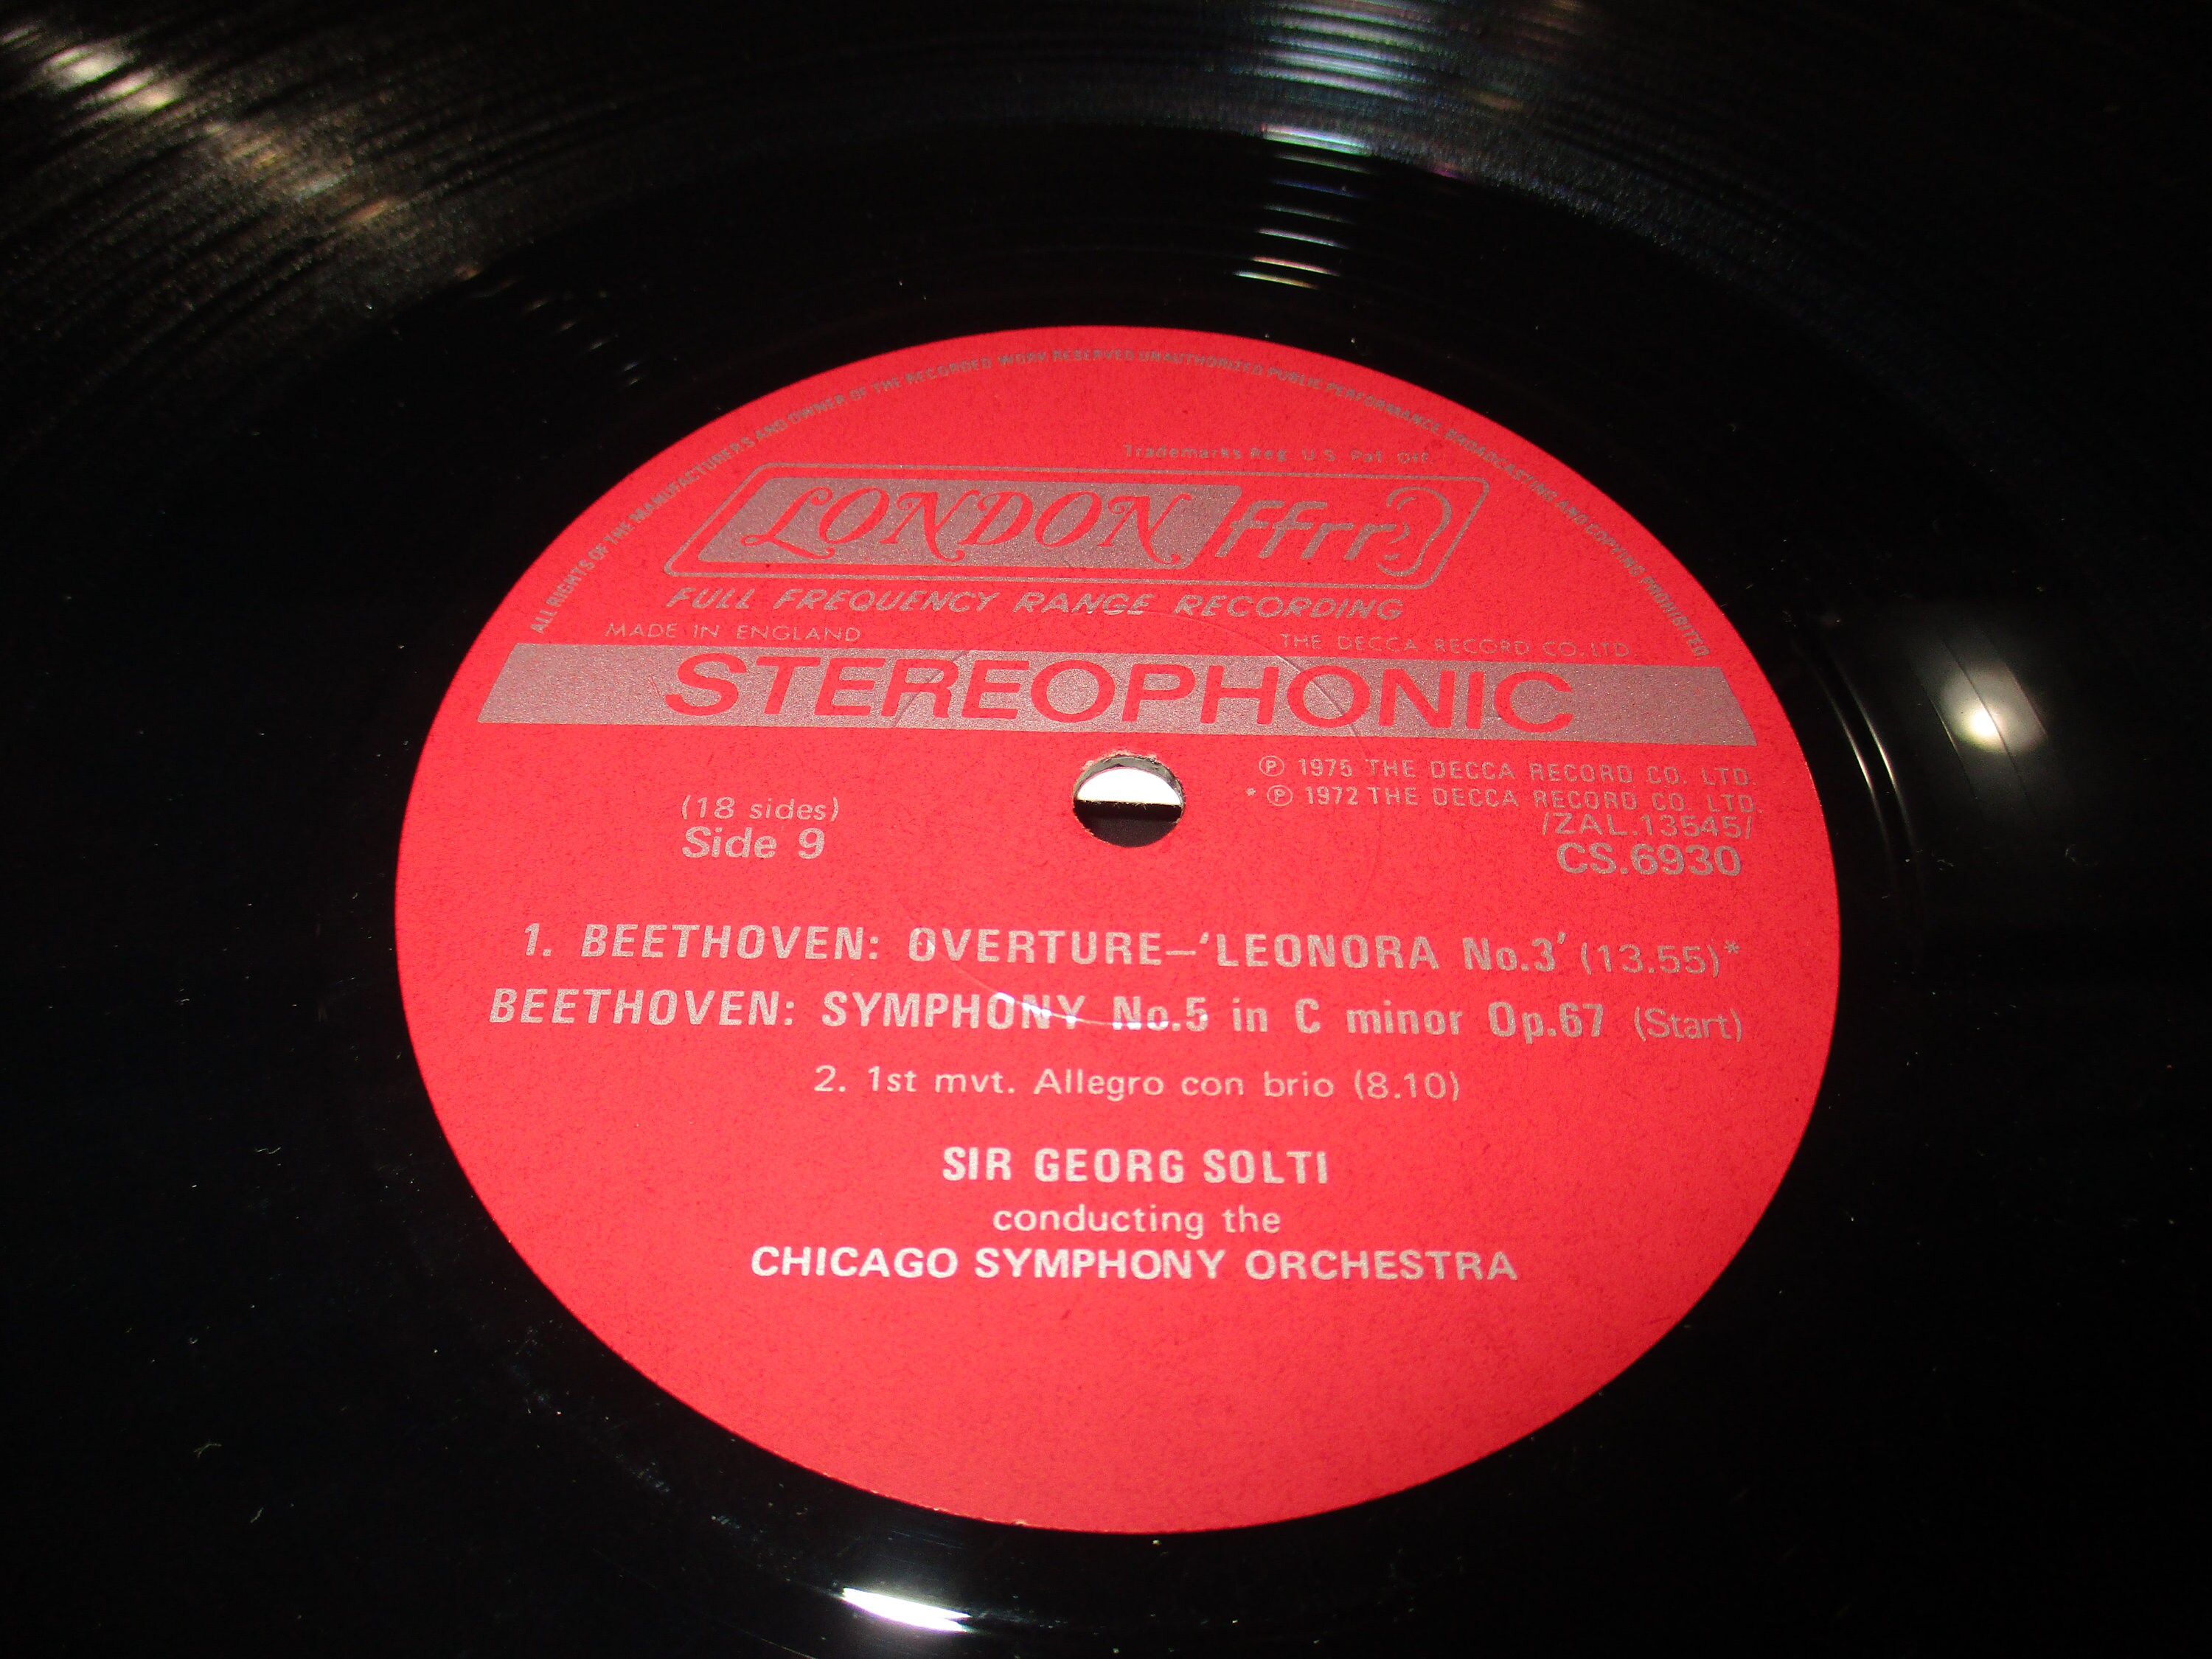 ALL RIGHTS OF THE MANUFACTURERS AND OWNER OF THE RECORDED WORK RESERVED UNAUTHORIZED PUBLIC PERFORMANCE BROADCASTING AND COPYING PROHIBITED
Trademarks Reg. U.S. Pat. Off.
LONDON ffrr
FULL FREQUENCY RANGE RECORDING
MADE IN ENGLAND THE DECCA RECORD CO. LTD.
STEREOPHONIC
℗ 1975 THE DECCA RECORD CO. LTD.
* ℗ 1972 THE DECCA RECORD CO. LTD.
(18 sides) /ZAL.13545/
Side 9 CS.6930
1. BEETHOVEN: OVERTURE—'LEONORA No.3' (13.55)*
BEETHOVEN: SYMPHONY No.5 in C minor Op.67 (Start)
2. 1st mvt. Allegro con brio (8.10)
SIR GEORG SOLTI
conducting the
CHICAGO SYMPHONY ORCHESTRA